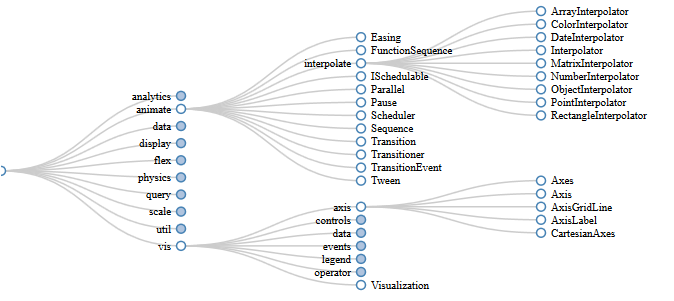 analytics
animate
data
display
flex
physics
query
scale
util
vis
Easing
FunctionSequence
interpolate
ISchedulable
Parallel
Pause
Scheduler
Sequence
Transition
Transitioner
TransitionEvent
Tween
ArrayInterpolator
ColorInterpolator
DateInterpolator
Interpolator
MatrixInterpolator
NumberInterpolator
ObjectInterpolator
PointInterpolator
RectangleInterpolator
axis
controls
data
events
legend
operator
Visualization
Axes
Axis
AxisGridLine
AxisLabel
CartesianAxes